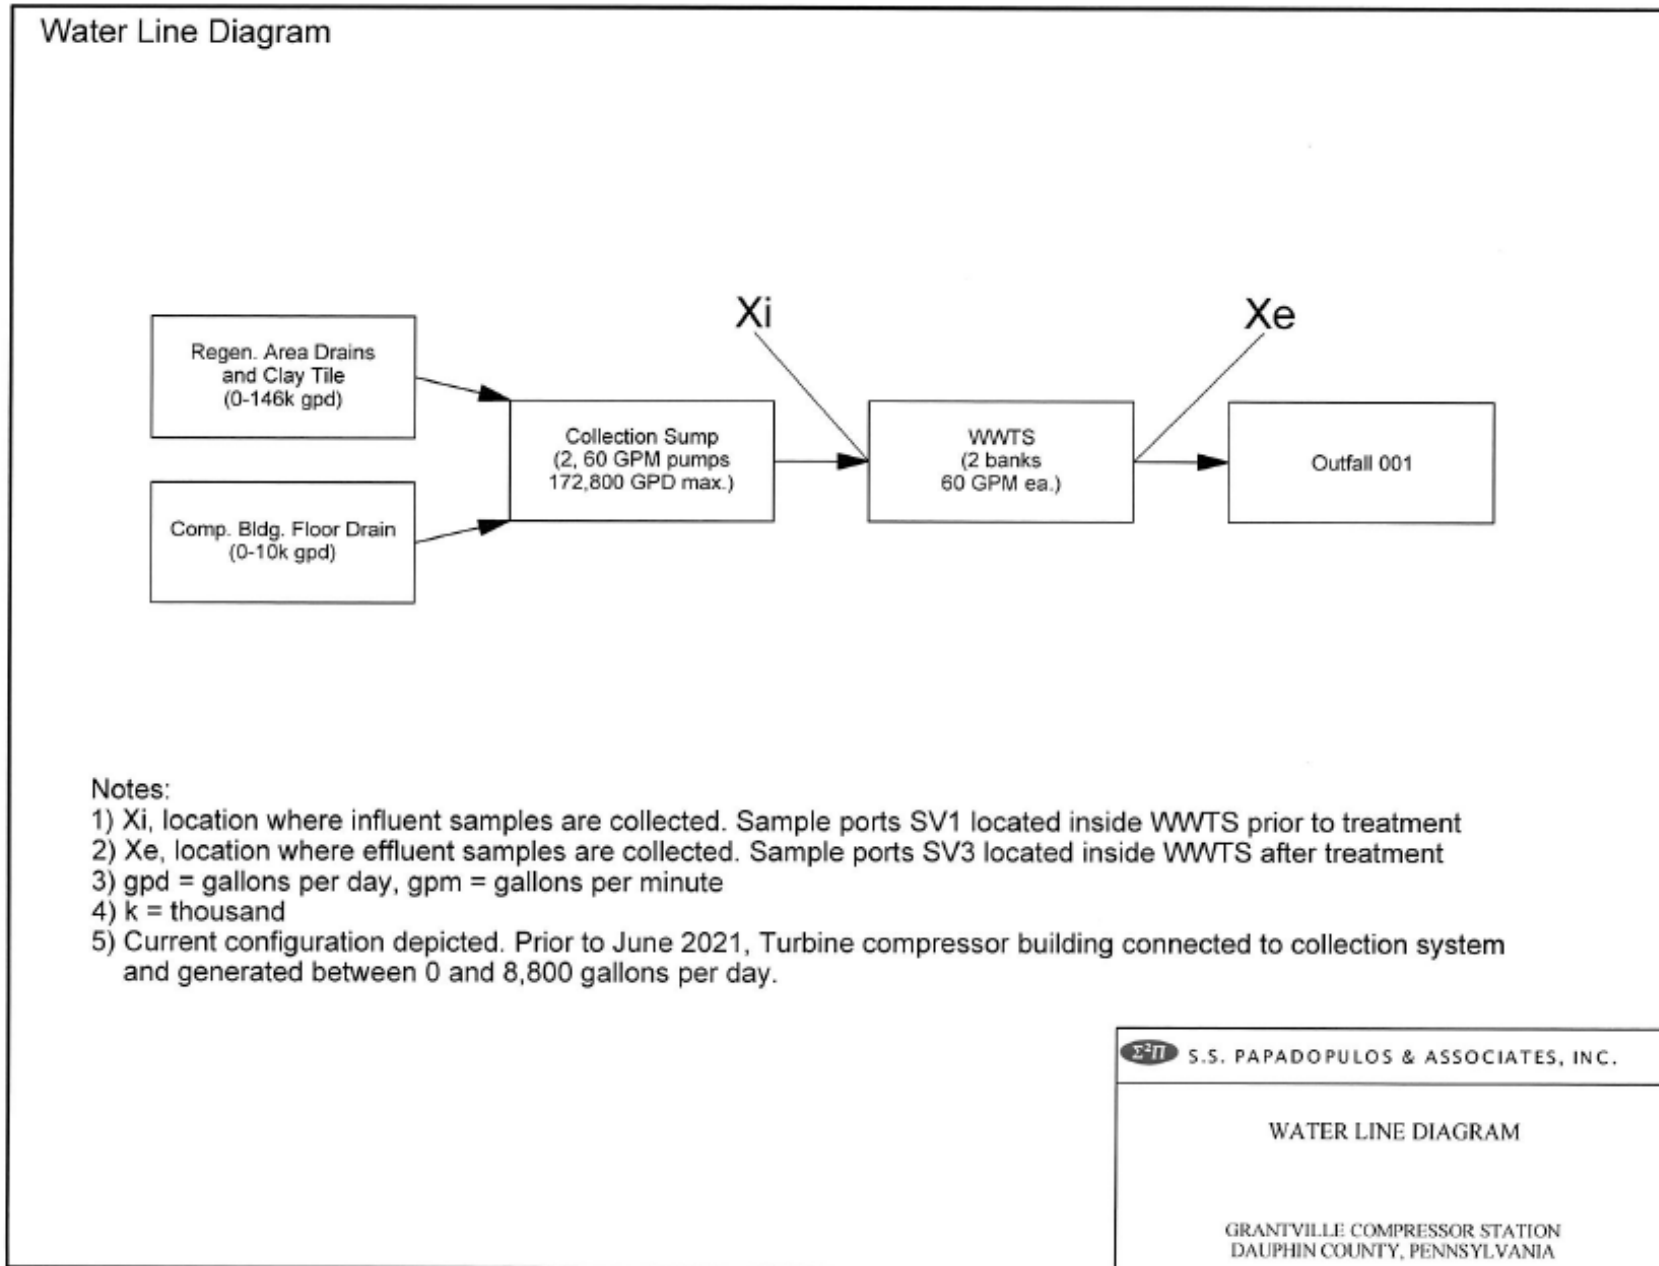 Water Line Diagram
Xi
Xe
Regen. Area Drains
and Clay Tile
(0-146k gpd)
Collection Sump
(2, 60 GPM pumps
172,800 GPD max.)
WWTS
(2 banks
60 GPM ea.)
Outfall 001
Comp. Bldg. Floor Drain
(0-10k gpd)
Notes:
1) Xi, location where influent samples are collected. Sample ports SV1 located inside WWTS prior to treatment
2) Xe, location where effluent samples are collected. Sample ports SV3 located inside WWTS after treatment
3) gpd = gallons per day, gpm = gallons per minute
4) k = thousand
5) Current configuration depicted. Prior to June 2021, Turbine compressor building connected to collection system
and generated between 0 and 8,800 gallons per day.
Σ²Π S.S. PAPADOPULOS & ASSOCIATES, INC.
WATER LINE DIAGRAM
GRANTVILLE COMPRESSOR STATION
DAUPHIN COUNTY, PENNSYLVANIA